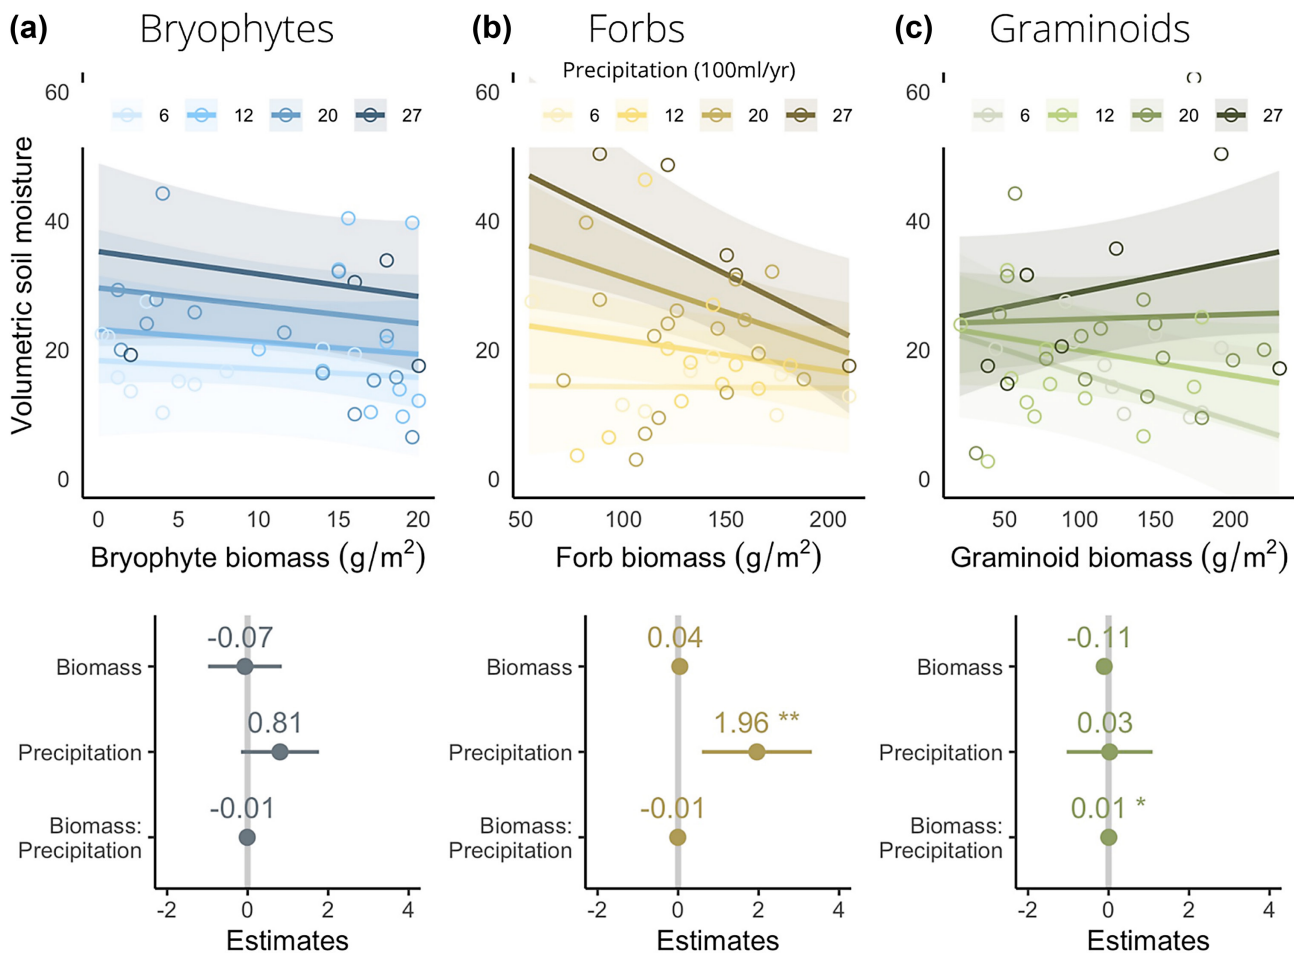 (a) Bryophytes (b) Forbs (c) Graminoids
Precipitation (100ml/yr)
60 60 60
6 12 20 27 6 12 20 27 6 12 20 27
Volumetric soil moisture
40 40 40
20 20 20
0 0 0
0 5 10 15 20 50 100 150 200 50 100 150 200
Bryophyte biomass (g/m²) Forb biomass (g/m²) Graminoid biomass (g/m²)
-0.07 0.04 -0.11
Biomass Biomass Biomass
0.81 1.96 ** 0.03
Precipitation Precipitation Precipitation
-0.01 -0.01 0.01 *
Biomass: Biomass: Biomass:
Precipitation Precipitation Precipitation
-2 0 2 4 -2 0 2 4 -2 0 2 4
Estimates Estimates Estimates